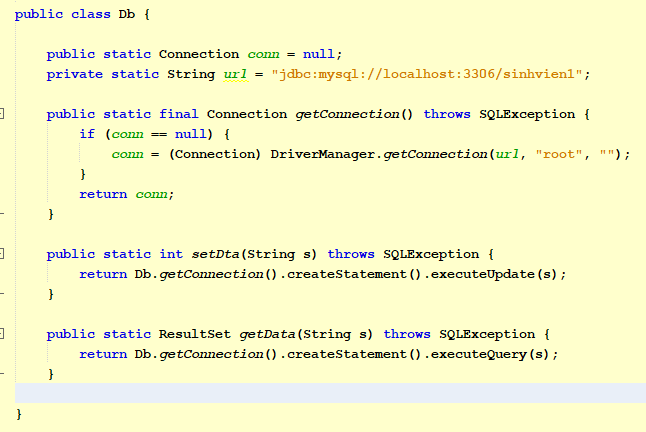 public class Db {
public static Connection conn = null;
private static String url = "jdbc:mysql://localhost:3306/sinhvien1";
public static final Connection getConnection() throws SQLException {
if (conn == null) {
conn = (Connection) DriverManager.getConnection(url, "root", "");
}
return conn;
}
public static int setDta(String s) throws SQLException {
return Db.getConnection().createStatement().executeUpdate(s);
}
public static ResultSet getData(String s) throws SQLException {
return Db.getConnection().createStatement().executeQuery(s);
}
}